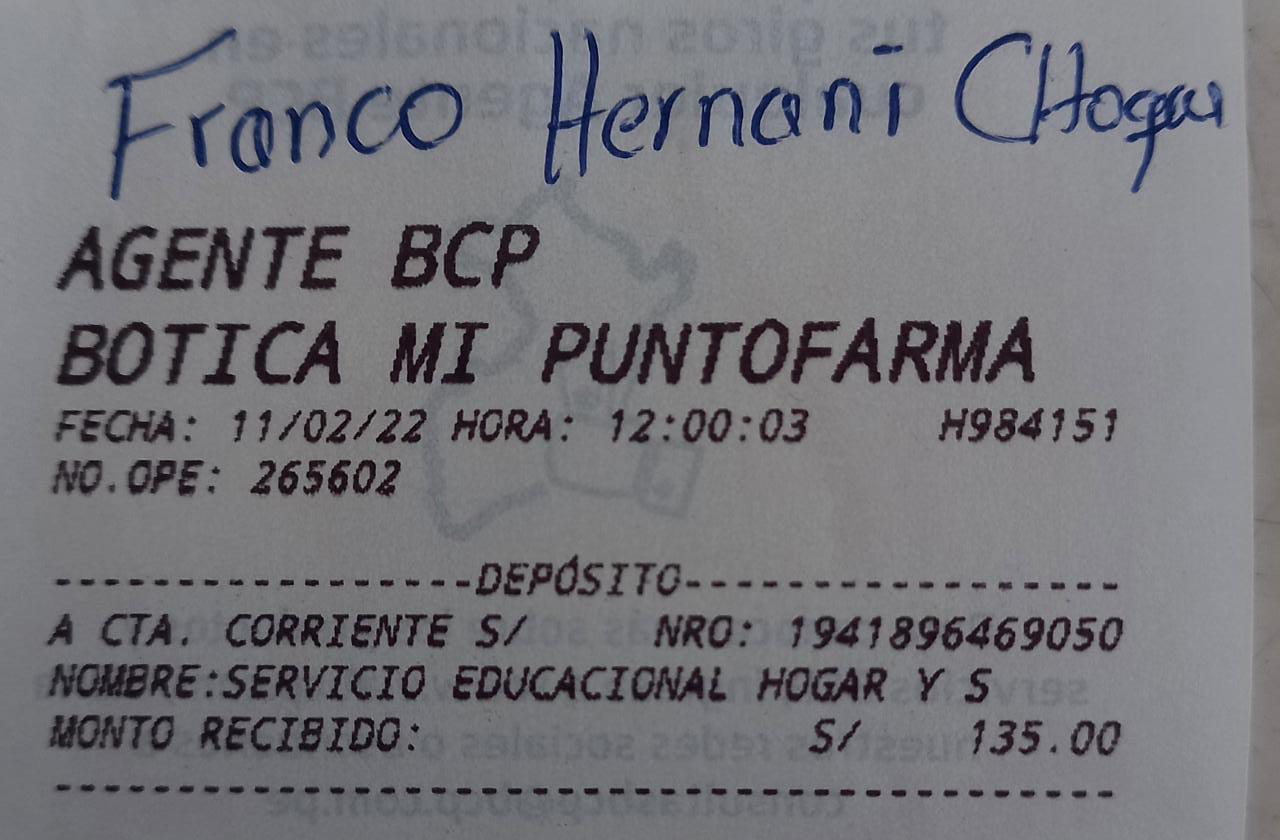 Franco Hernani
AGENTE BCP
BOTICA MI PUNTOFARMA
FECHA: 11/02/22 HORA: 12:00:03 H984151
NO.OPE: 265602
------------------DEPÓSITO------------------
A CTA. CORRIENTE S/ NRO: 1941896469050
NOMBRE:SERVICIO EDUCACIONAL HOGAR Y S
MONTO RECIBIDO: S/ 135.00